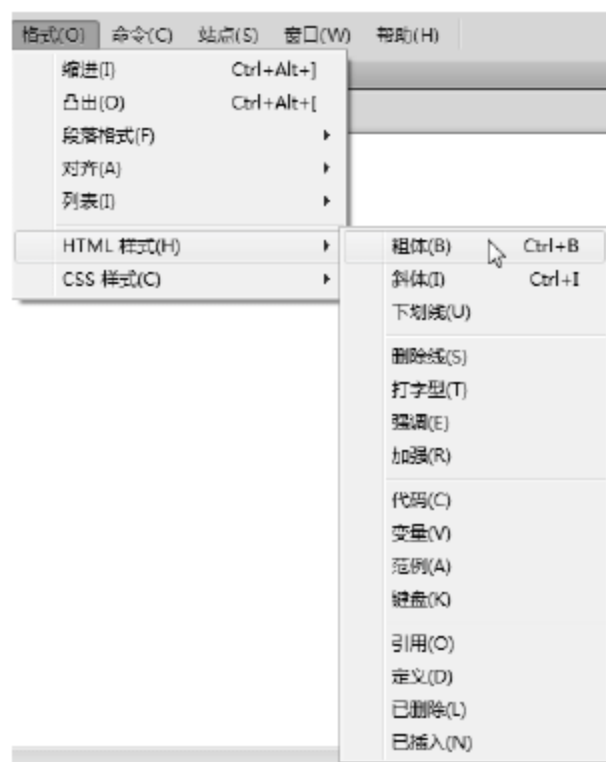 格式(O) 命令(C) 站点(S) 窗口(W) 帮助(H)
缩进(I) Ctrl+Alt+]
凸出(O) Ctrl+Alt+[
段落格式(F)
对齐(A)
列表(I)
HTML 样式(H)
CSS 样式(C)
粗体(B) Ctrl+B
斜体(I) Ctrl+I
下划线(U)
删除线(S)
打字型(T)
强调(E)
加强(R)
代码(C)
变量(V)
范例(A)
键盘(K)
引用(O)
定义(D)
已删除(L)
已插入(N)